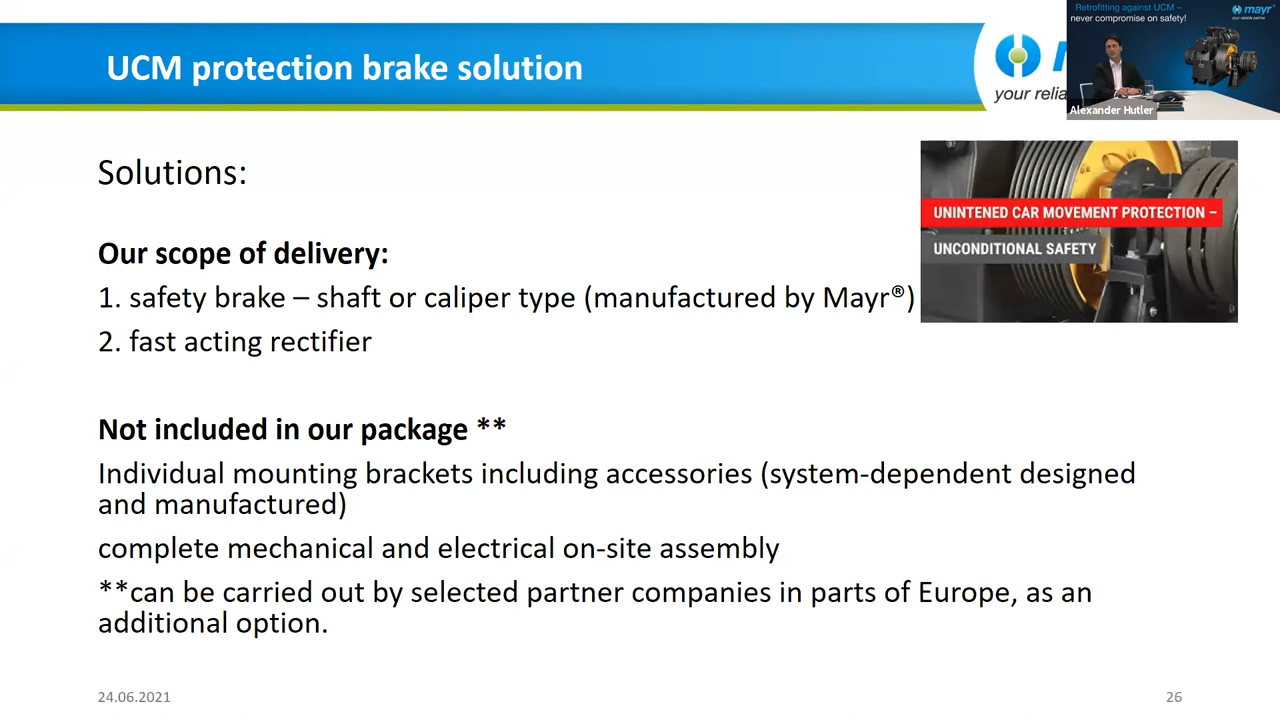 UCM protection brake solution
your relia
Retrofitting against UCM –
never compromise on safety!
mayr®
your reliable partner
Alexander Hutler
Solutions:
UNINTENED CAR MOVEMENT PROTECTION –
UNCONDITIONAL SAFETY
Our scope of delivery:
1. safety brake – shaft or caliper type (manufactured by Mayr®)
2. fast acting rectifier
Not included in our package **
Individual mounting brackets including accessories (system-dependent designed
and manufactured)
complete mechanical and electrical on-site assembly
**can be carried out by selected partner companies in parts of Europe, as an
additional option.
24.06.2021
26